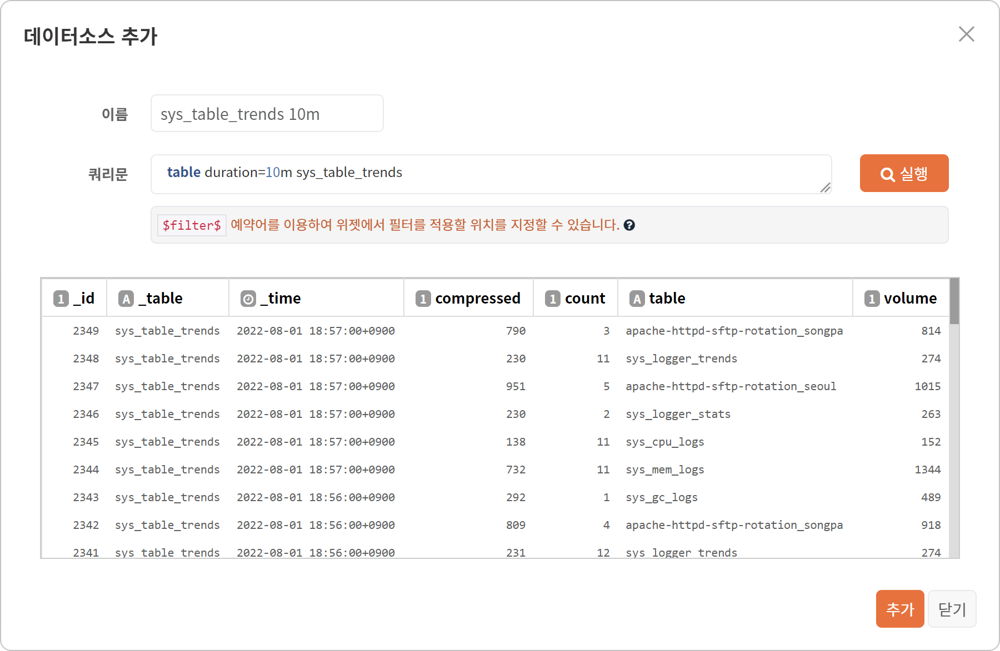 데이터소스 추가
이름 sys_table_trends 10m
쿼리문 table duration=10m sys_table_trends 실행
$filter$ 예약어를 이용하여 위젯에서 필터를 적용할 위치를 지정할 수 있습니다. ?
1 _id A _table _time 1 compressed 1 count A table 1 volume
2349 sys_table_trends 2022-08-01 18:57:00+0900 790 3 apache-httpd-sftp-rotation_songpa 814
2348 sys_table_trends 2022-08-01 18:57:00+0900 230 11 sys_logger_trends 274
2347 sys_table_trends 2022-08-01 18:57:00+0900 951 5 apache-httpd-sftp-rotation_seoul 1015
2346 sys_table_trends 2022-08-01 18:57:00+0900 230 2 sys_logger_stats 263
2345 sys_table_trends 2022-08-01 18:57:00+0900 138 11 sys_cpu_logs 152
2344 sys_table_trends 2022-08-01 18:57:00+0900 732 11 sys_mem_logs 1344
2343 sys_table_trends 2022-08-01 18:56:00+0900 292 1 sys_gc_logs 489
2342 sys_table_trends 2022-08-01 18:56:00+0900 809 4 apache-httpd-sftp-rotation_songpa 918
2341 sys_table_trends 2022-08-01 18:56:00+0900 231 12 sys_logger_trends 274
추가 닫기